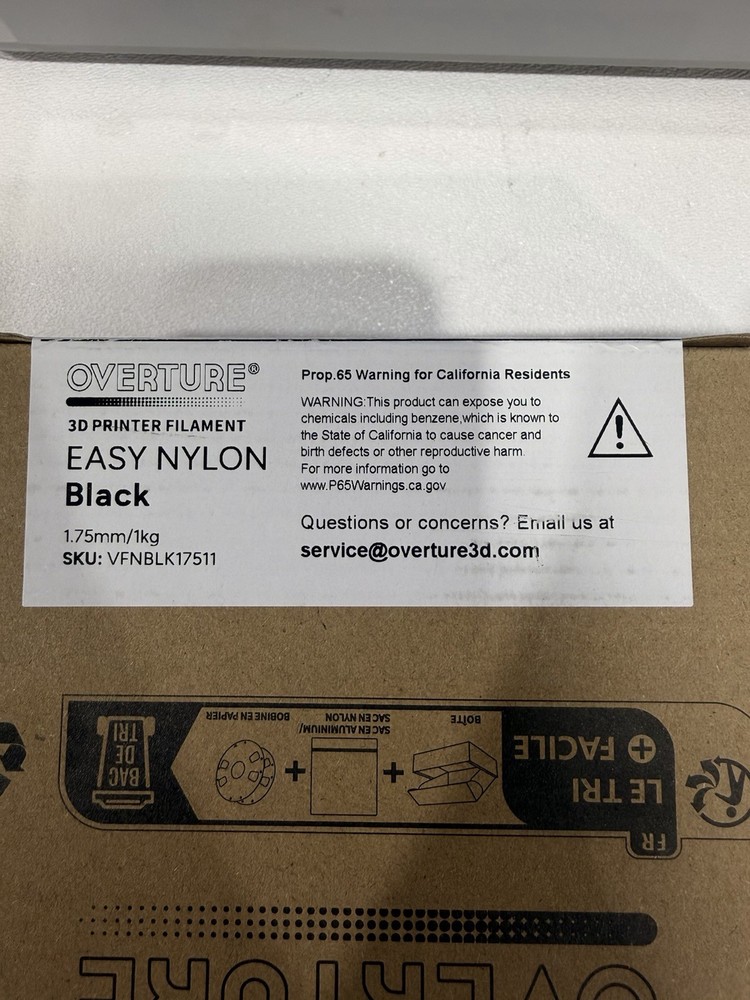 OVERTURE®
3D PRINTER FILAMENT
EASY NYLON
Black
1.75mm/1kg
SKU: VFNBLK17511
Prop.65 Warning for California Residents
WARNING:This product can expose you to
chemicals including benzene,which is known to
the State of California to cause cancer and
birth defects or other reproductive harm.
For more information go to
www.P65Warnings.ca.gov
Questions or concerns? Email us at
service@overture3d.com
FR
LE TRI
+ FACILE
BOÎTE
+
SAC EN ALUMINIUM/
SAC EN NYLON
+
BOBINE EN PAPIER
BAC
DE
TRI
OVERTURE